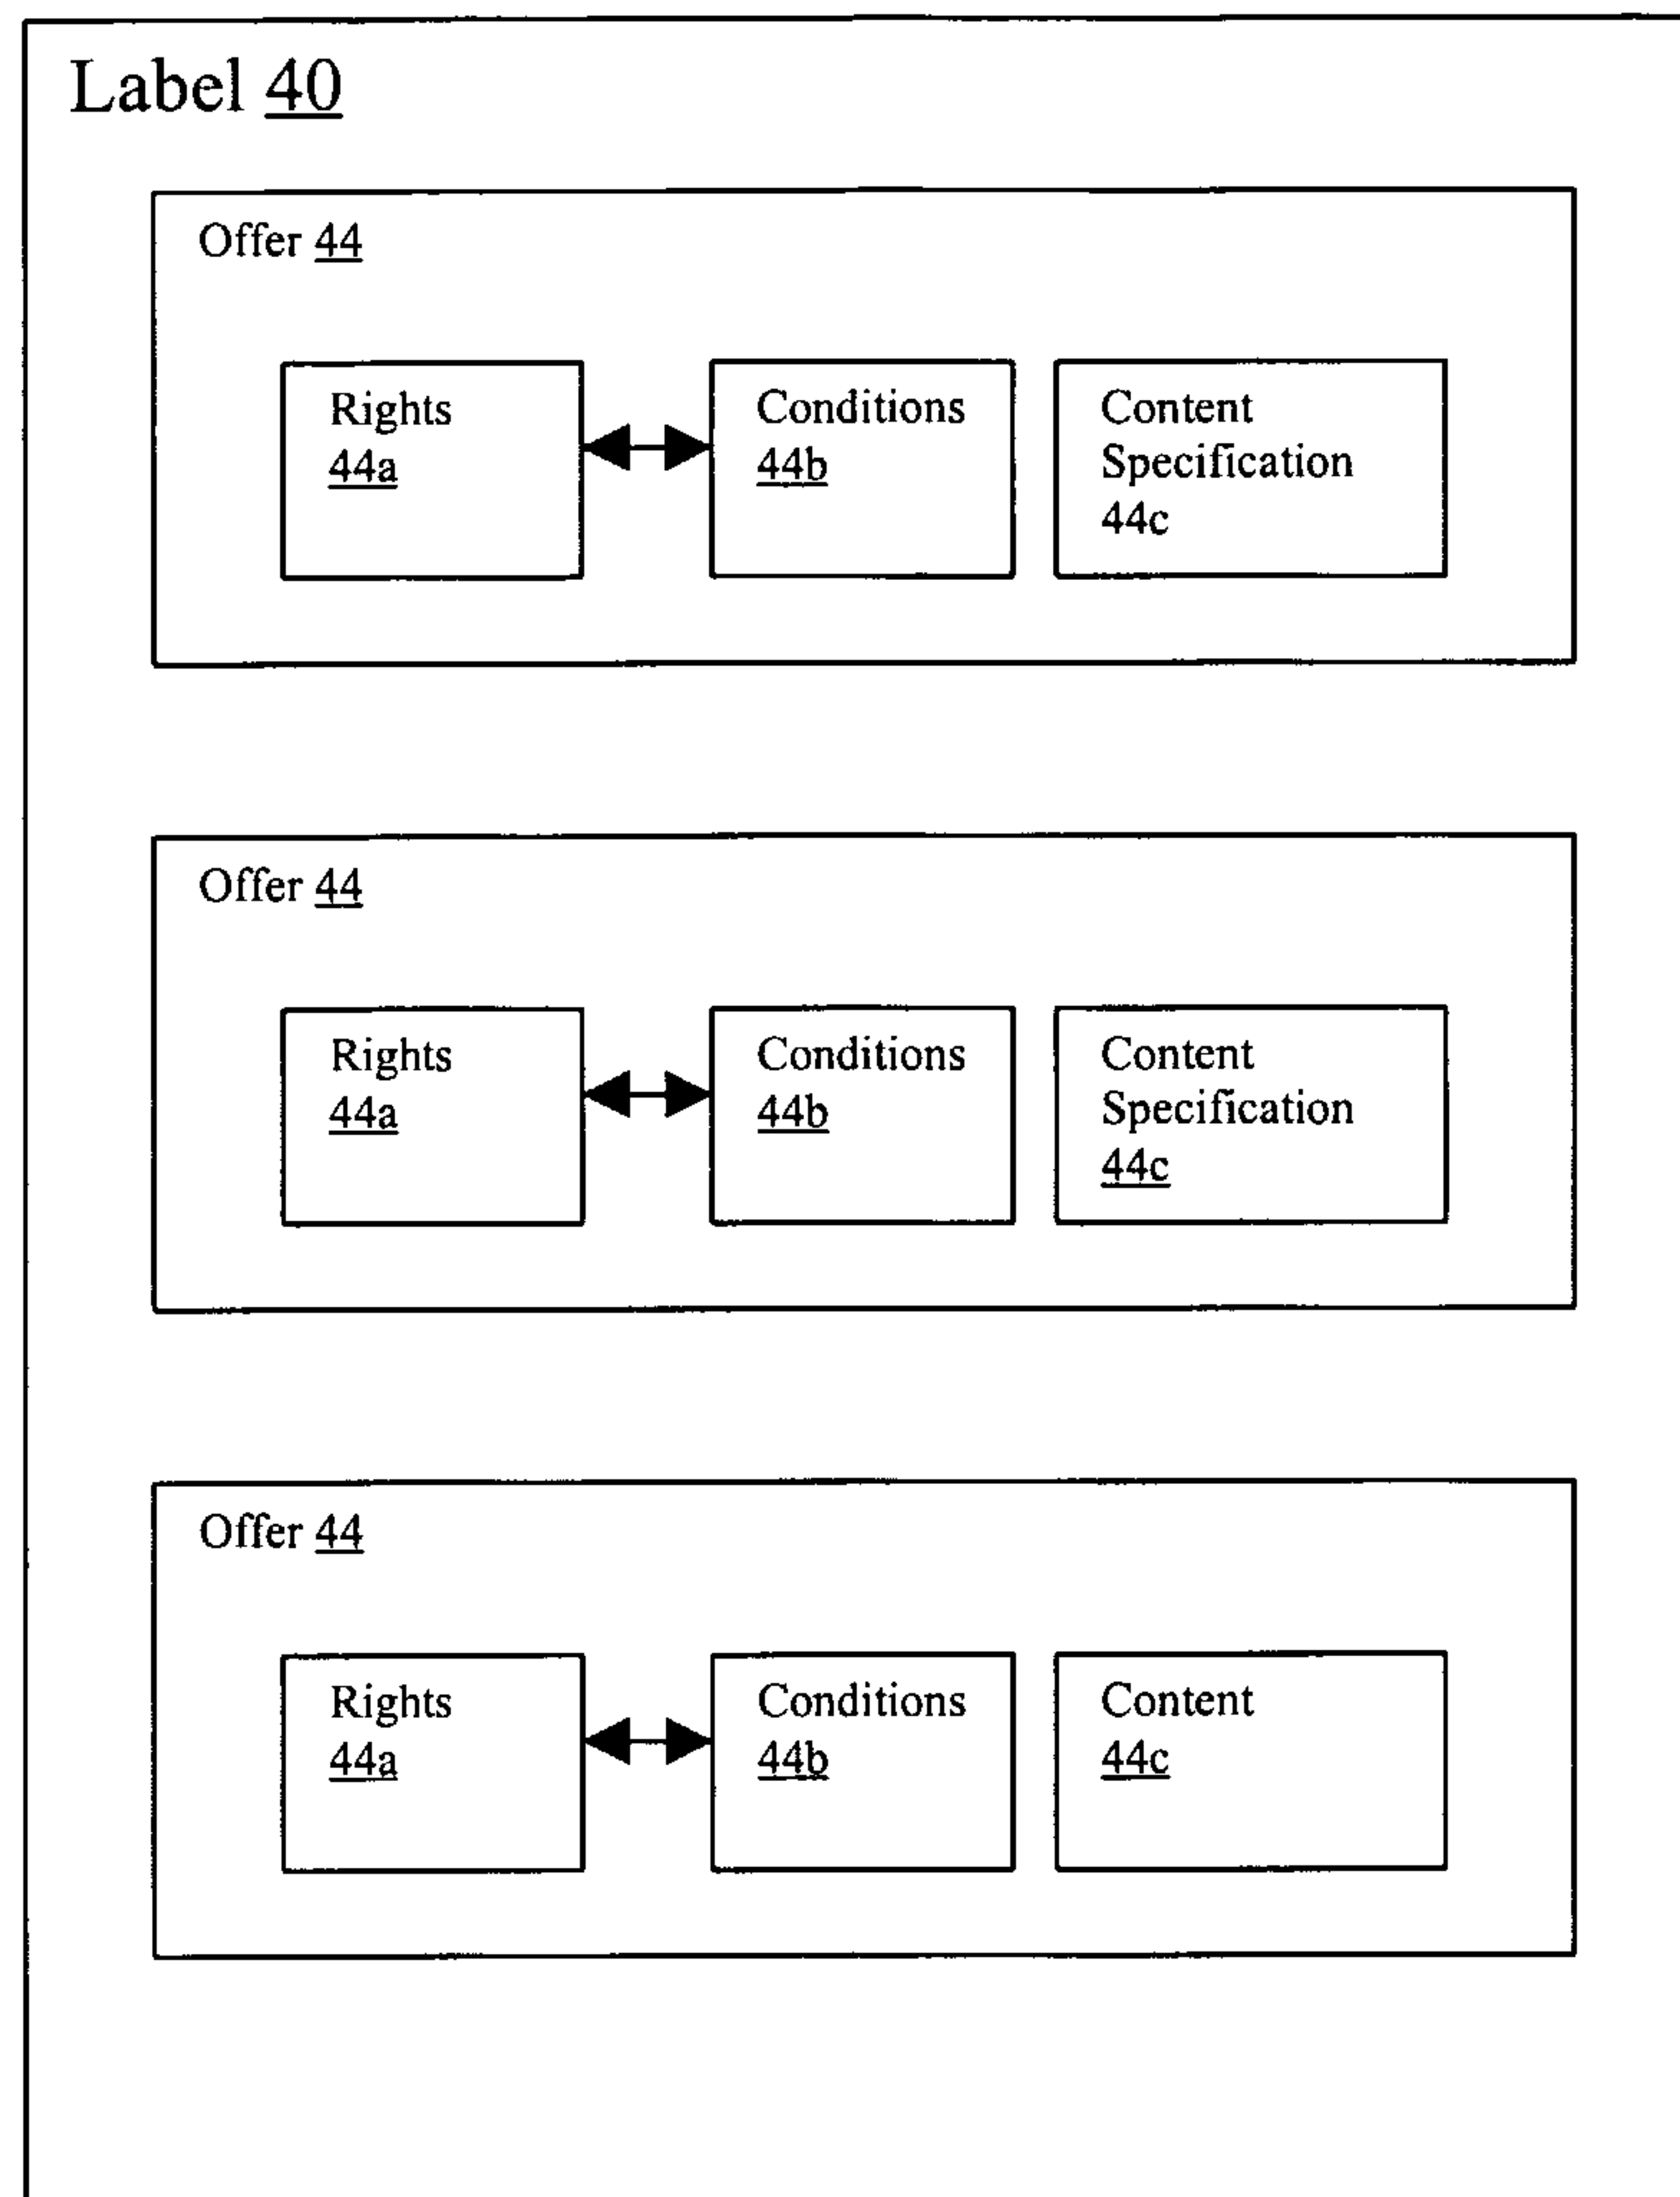 Label 40
Offer 44
Rights
44a
Conditions
44b
Content
Specification
44c
Offer 44
Rights
44a
Conditions
44b
Content
Specification
44c
Offer 44
Rights
44a
Conditions
44b
Content
44c